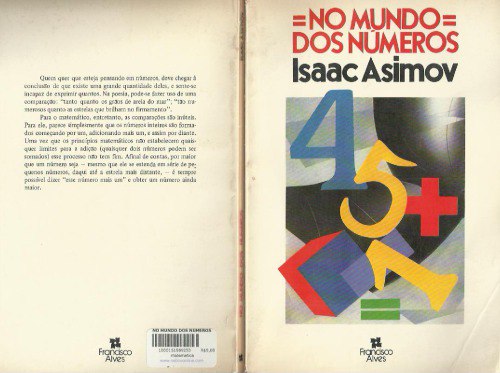 Quem quer que esteja pensando em números, deve chegar à
conclusão de que existe uma grande quantidade deles, e sente-se
incapaz de exprimir quantos. Na poesia, pode-se fazer uso de uma
comparação: "tanto quanto os grãos de areia do mar"; "tão nu-
merosos quanto as estrelas que brilham no firmamento".
Para o matemático, entretanto, as comparações são inúteis.
Para ele, parece simplesmente que os números inteiros são forma-
dos começando por um, adicionando mais um, e assim por diante.
Uma vez que os princípios matemáticos não estabelecem quais-
quer limites para a adição (quaisquer dois números podem ser
somados) esse processo não tem fim. Afinal de contas, por maior
que um número seja — mesmo que ele se estenda em série de pe-
quenos números, daqui até a estrela mais distante, — é sempre
possível dizer "esse número mais um" e obter um número ainda
maior.
NO MUNDO DOS NÚMEROS
matemática
Francisco
Alves
=NO MUNDO=
DOS NÚMEROS
Isaac Asimov
4
5
+
1
=
Francisco
Alves